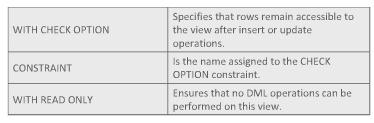 WITH CHECK OPTION
Specifies that rows remain accessible to
the view after insert or update
operations.
CONSTRAINT
Is the name assigned to the CHECK
OPTION constraint.
WITH READ ONLY
Ensures that no DML operations can be
performed on this view.